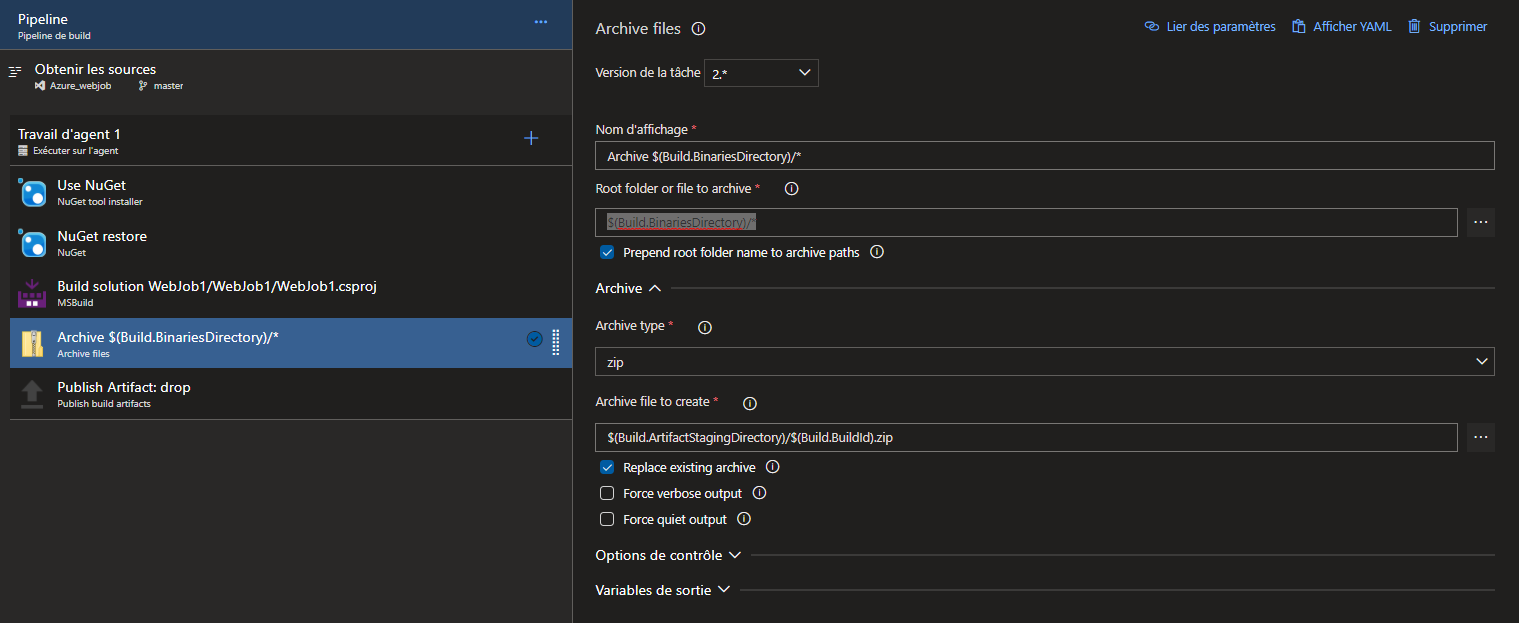 Pipeline
Pipeline de build
...
Obtenir les sources
Azure_webjob master
Travail d'agent 1
Exécuter sur l'agent
Use NuGet
NuGet tool installer
NuGet restore
NuGet
Build solution WebJob1/WebJob1/WebJob1.csproj
MSBuild
Archive $(Build.BinariesDirectory)/*
Archive files
Publish Artifact: drop
Publish build artifacts
Archive files
Lier des paramètres Afficher YAML Supprimer
Version de la tâche 2.*
Nom d'affichage *
Archive $(Build.BinariesDirectory)/*
Root folder or file to archive *
$(Build.BinariesDirectory)/*
...
Prepend root folder name to archive paths
Archive
Archive type *
zip
Archive file to create *
$(Build.ArtifactStagingDirectory)/$(Build.BuildId).zip
...
Replace existing archive
Force verbose output
Force quiet output
Options de contrôle
Variables de sortie